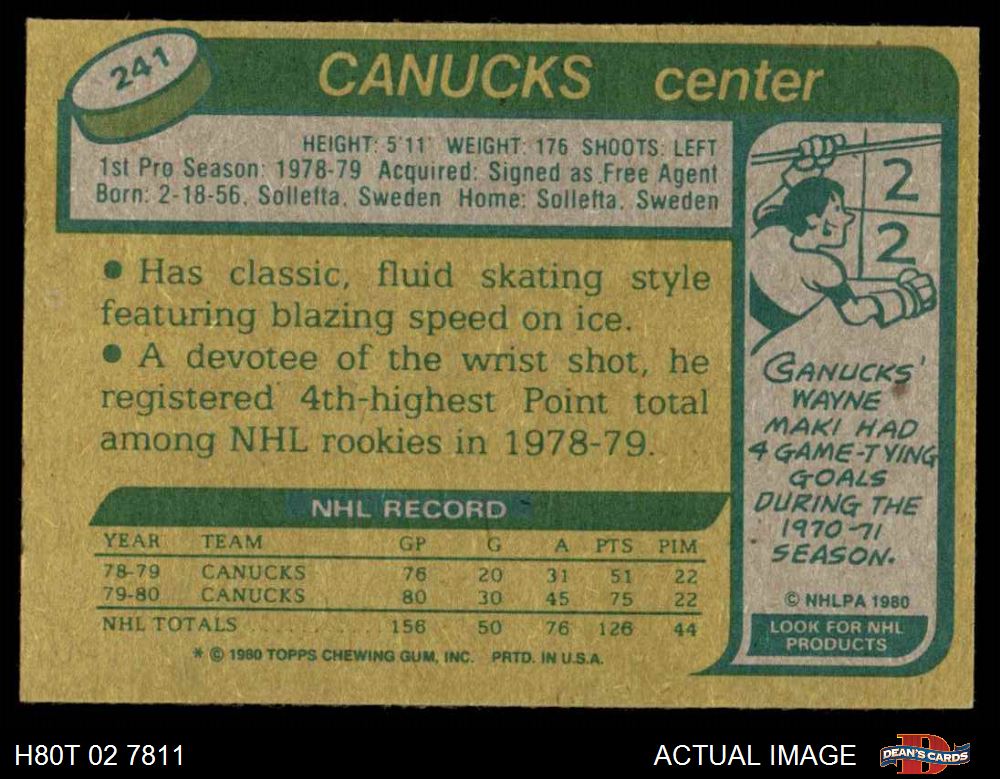 241
CANUCKS center
HEIGHT: 5'11" WEIGHT: 176 SHOOTS: LEFT
1st Pro Season: 1978-79 Acquired: Signed as Free Agent
Born: 2-18-56, Solletta, Sweden Home: Solletta, Sweden
• Has classic, fluid skating style
featuring blazing speed on ice.
• A devotee of the wrist shot, he
registered 4th-highest Point total
among NHL rookies in 1978-79.
NHL RECORD
YEAR TEAM GP G A PTS PIM
78-79 CANUCKS 76 20 31 51 22
79-80 CANUCKS 80 30 45 75 22
NHL TOTALS 156 50 76 126 44
* © 1980 TOPPS CHEWING GUM, INC. PRTD. IN U.S.A.
2
2
CANUCKS'
WAYNE
MAKI HAD
4 GAME-TYING
GOALS
DURING THE
1970-71
SEASON.
© NHLPA 1980
LOOK FOR NHL
PRODUCTS
H80T 02 7811
ACTUAL IMAGE
D
DEAN'S CARDS